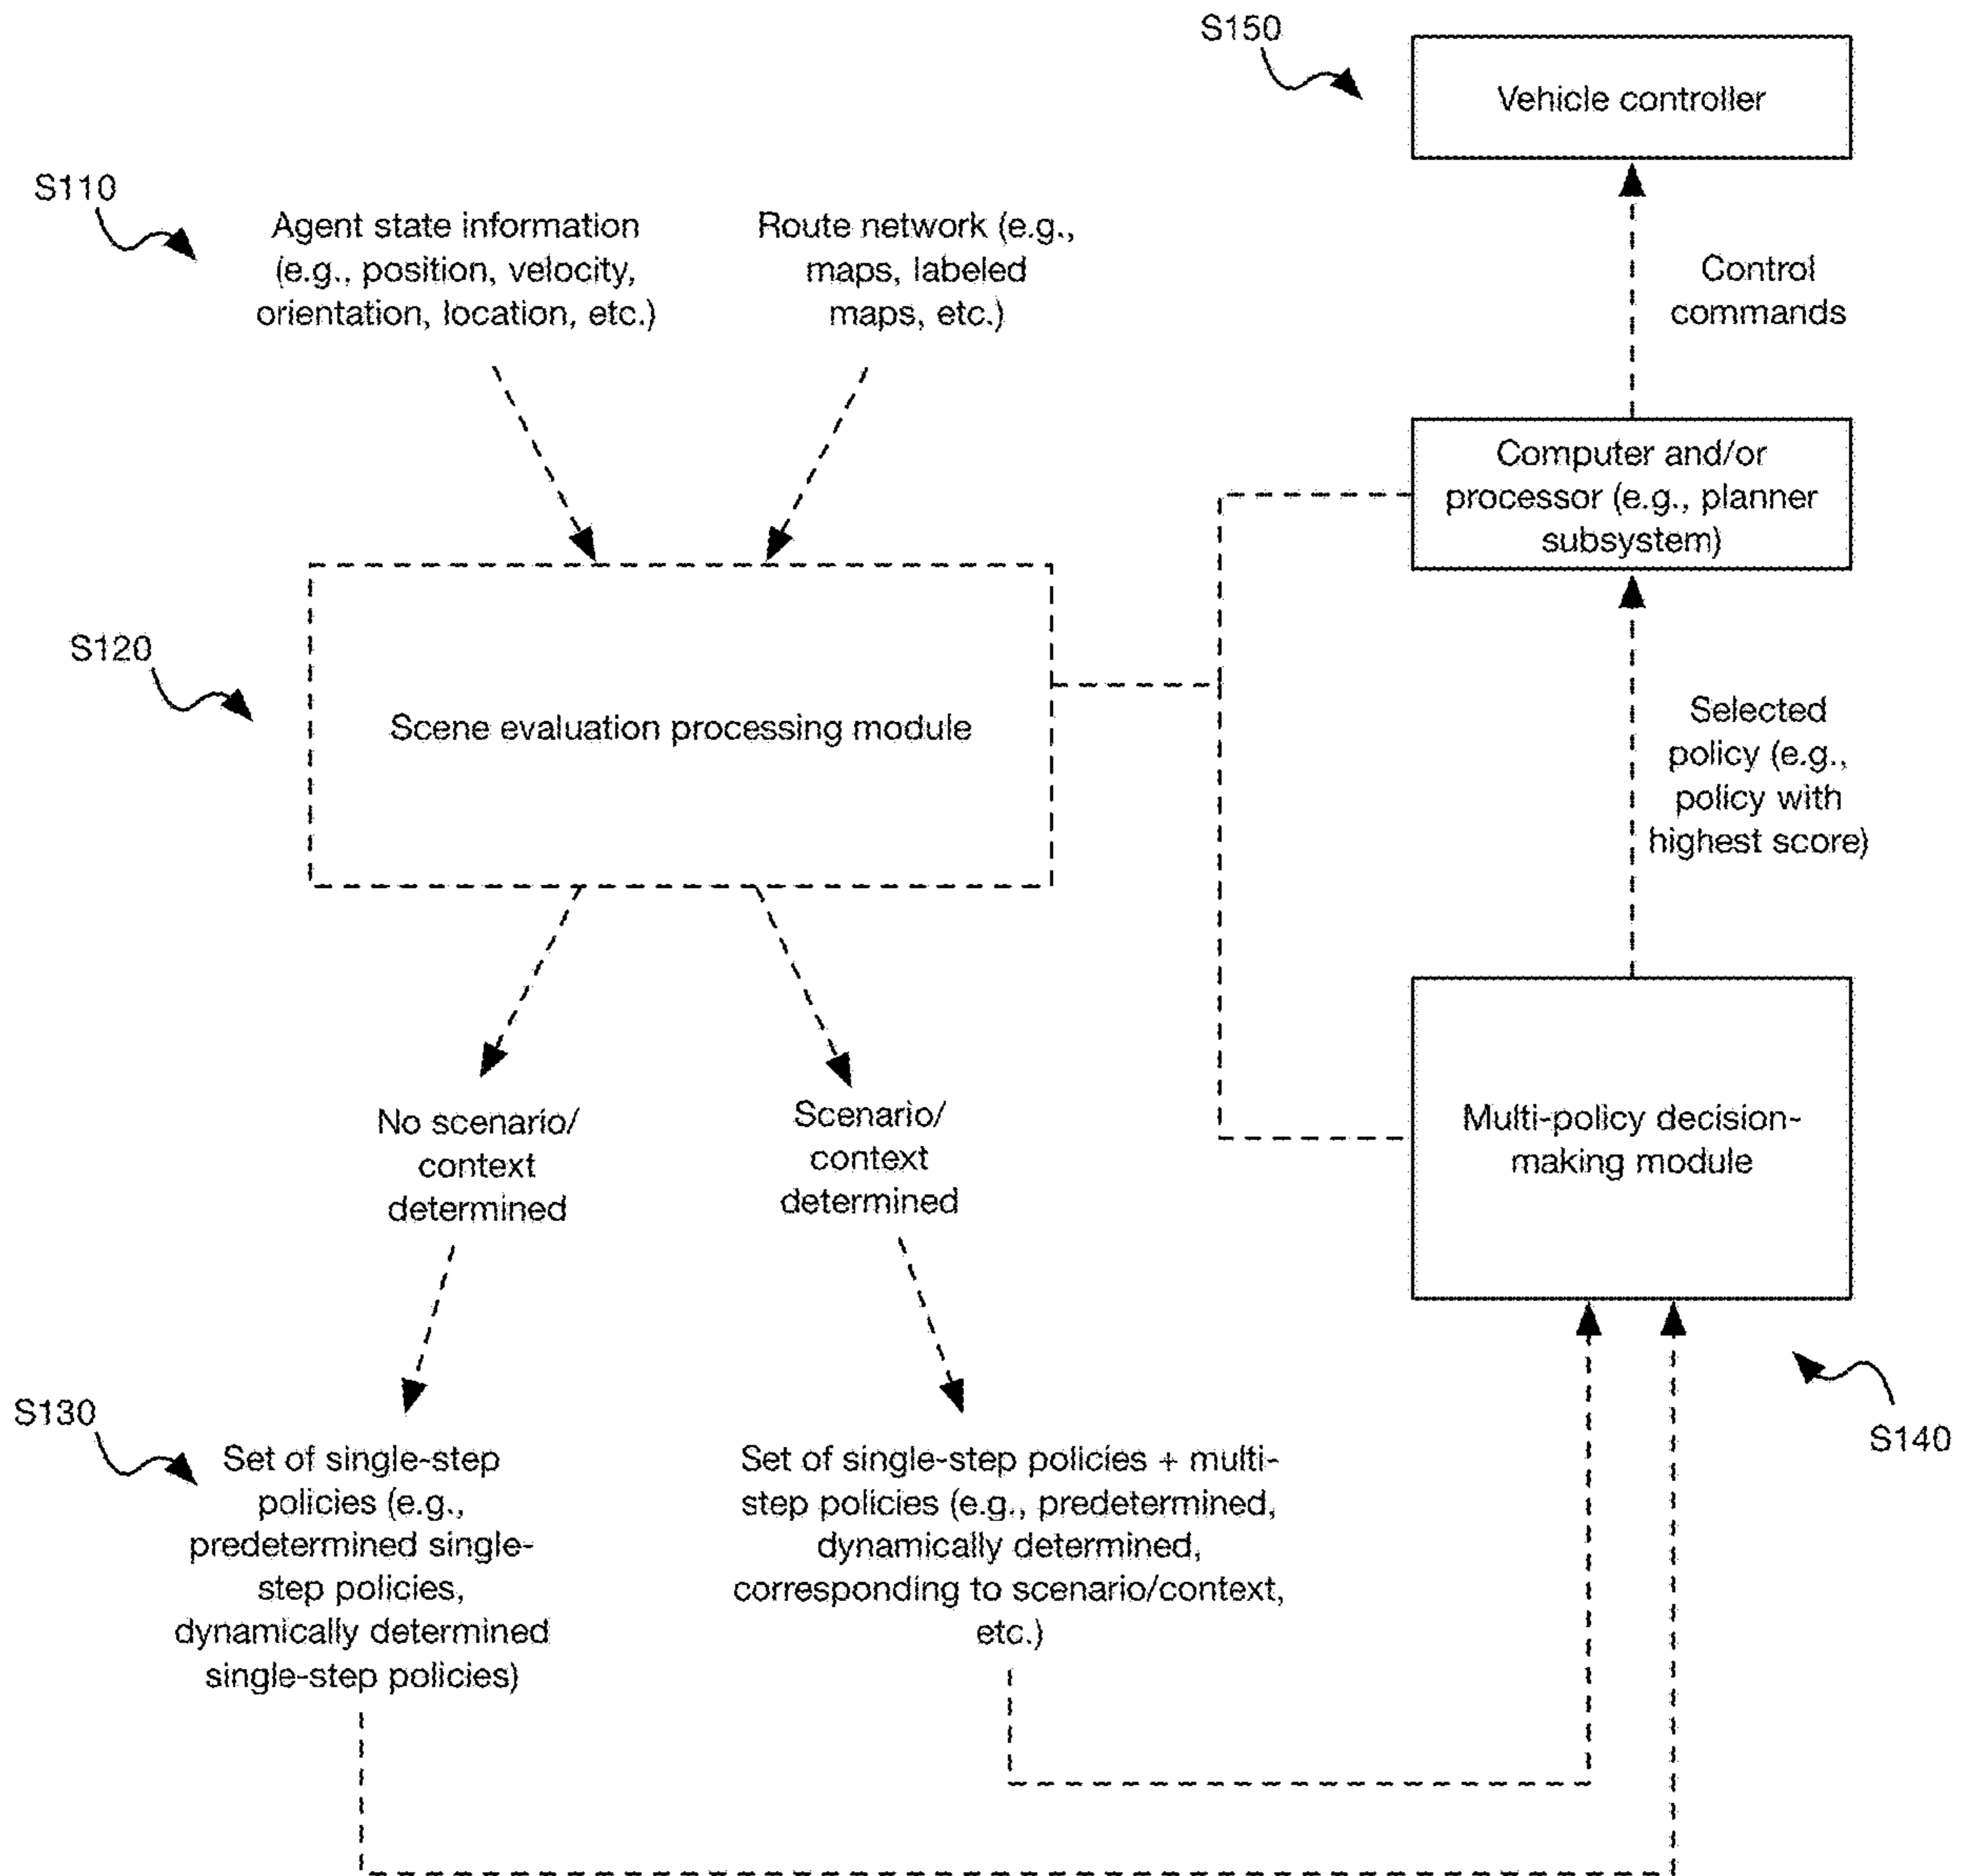 S150
Vehicle controller
S110
Agent state information
(e.g., position, velocity,
orientation, location, etc.)
Route network (e.g.,
maps, labeled
maps, etc.)
Control
commands
Computer and/or
processor (e.g., planner
subsystem)
S120
Scene evaluation processing module
Selected
policy (e.g.,
policy with
highest score)
No scenario/
context
determined
Scenario/
context
determined
Multi-policy decision-
making module
S130
Set of single-step
policies (e.g.,
predetermined single-
step policies,
dynamically determined
single-step policies)
Set of single-step policies + multi-
step policies (e.g., predetermined,
dynamically determined,
corresponding to scenario/context,
etc.)
S140